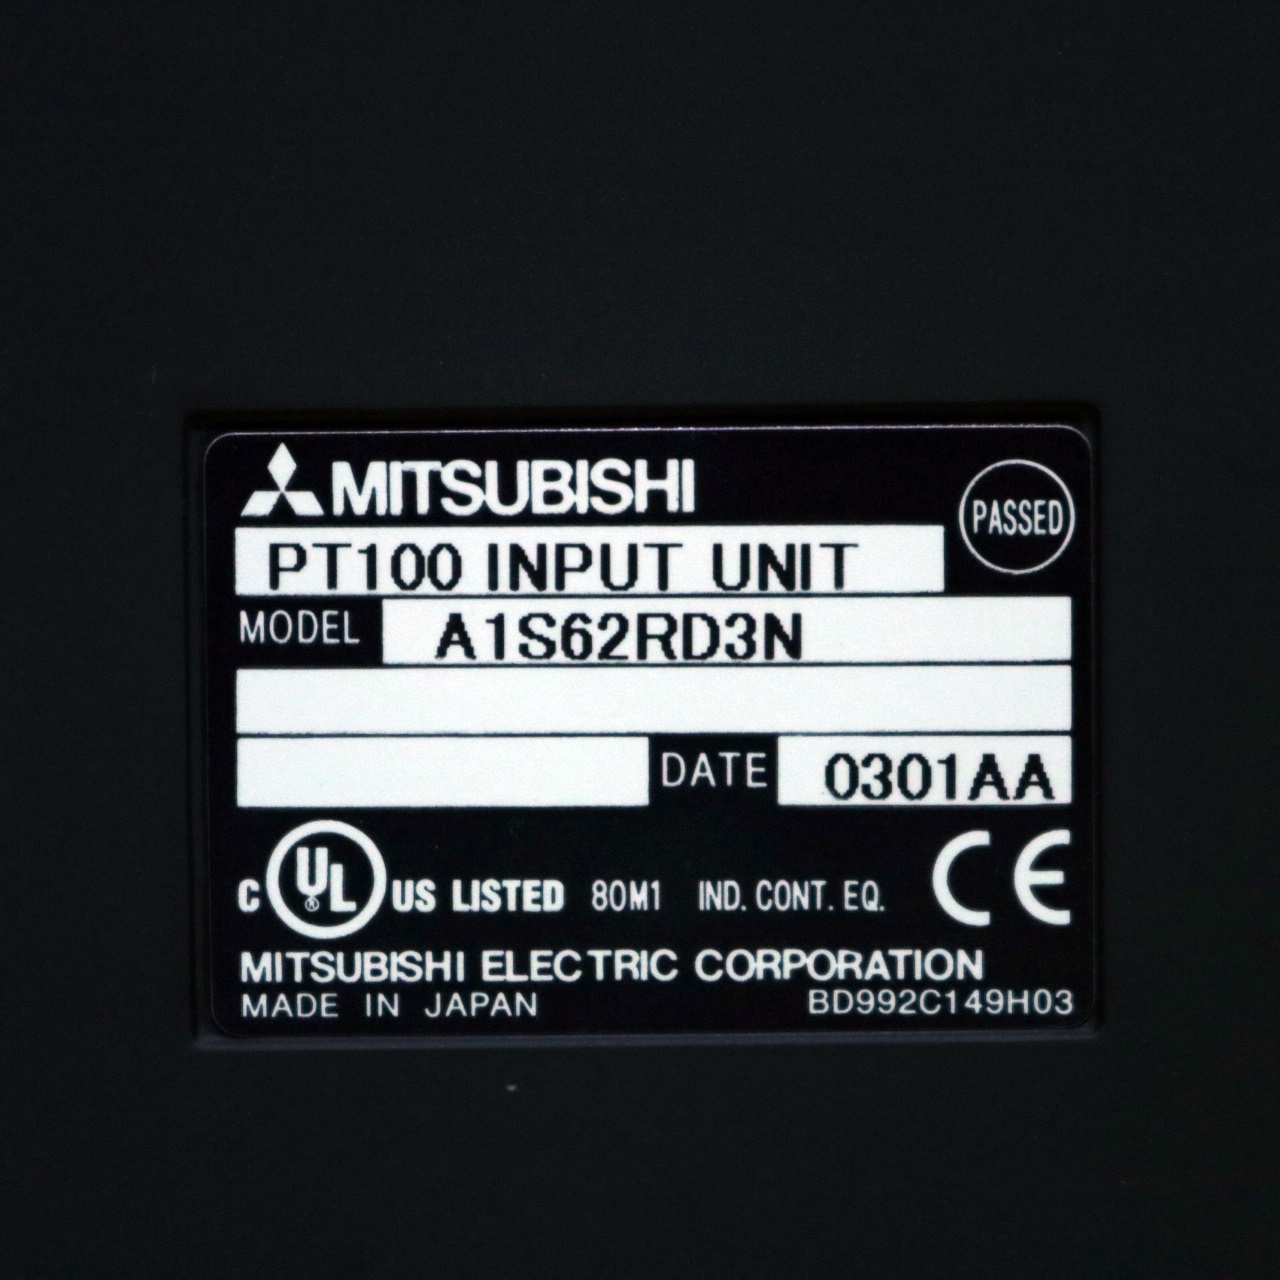 MITSUBISHI
PASSED
PT100 INPUT UNIT
MODEL A1S62RD3N
DATE 0301AA
C UL® US LISTED 80M1 IND. CONT. EQ. CE
MITSUBISHI ELECTRIC CORPORATION
MADE IN JAPAN BD992C149H03